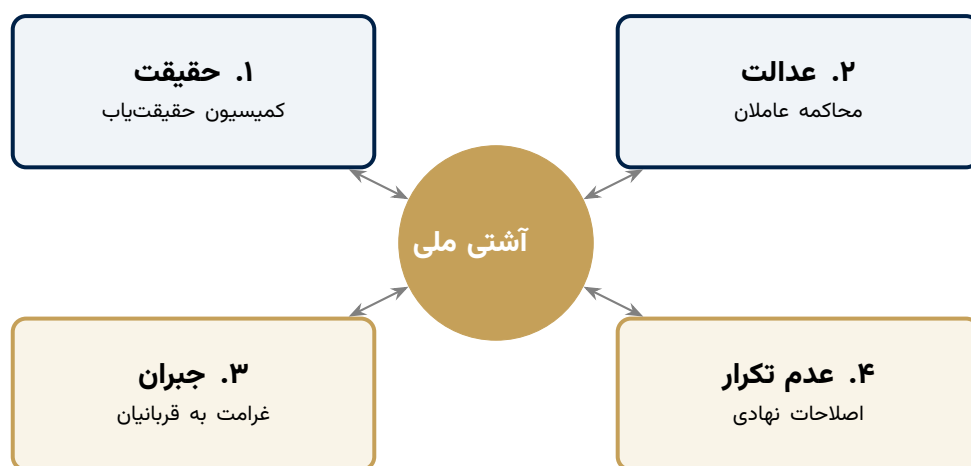 ۱. حقیقت
کمیسیون حقیقت‌یاب
۲. عدالت
محاکمه عاملان
آشتی ملی
۳. جبران
غرامت به قربانیان
۴. عدم تکرار
اصلاحات نهادی